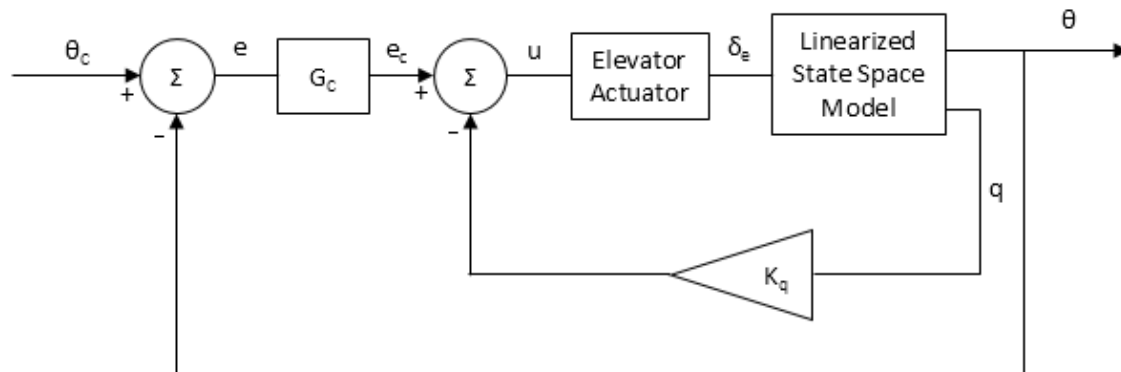 θc
+
−
Σ
e
Gc
ec
+
−
Σ
u
Elevator
Actuator
δe
Linearized
State Space
Model
θ
q
Kq